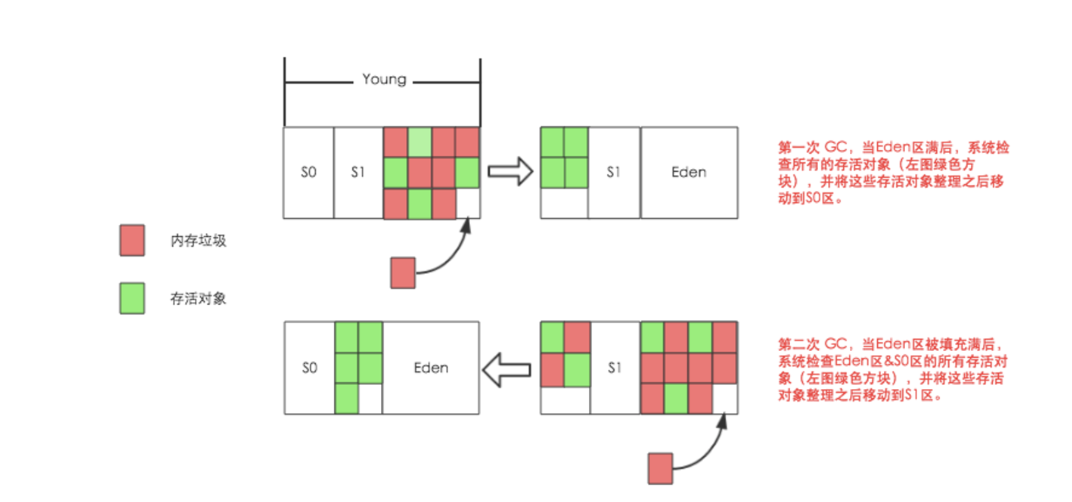 Young
S0
S1
S1
Eden
第一次 GC，当Eden区满后，系统检
查所有的存活对象（左图绿色方
块），并将这些存活对象整理之后移
动到S0区。
内存垃圾
存活对象
S0
Eden
S1
第二次 GC，当Eden区被填充满后，
系统检查Eden区&S0区的所有存活对
象（左图绿色方块），并将这些存活
对象整理之后移动到S1区。